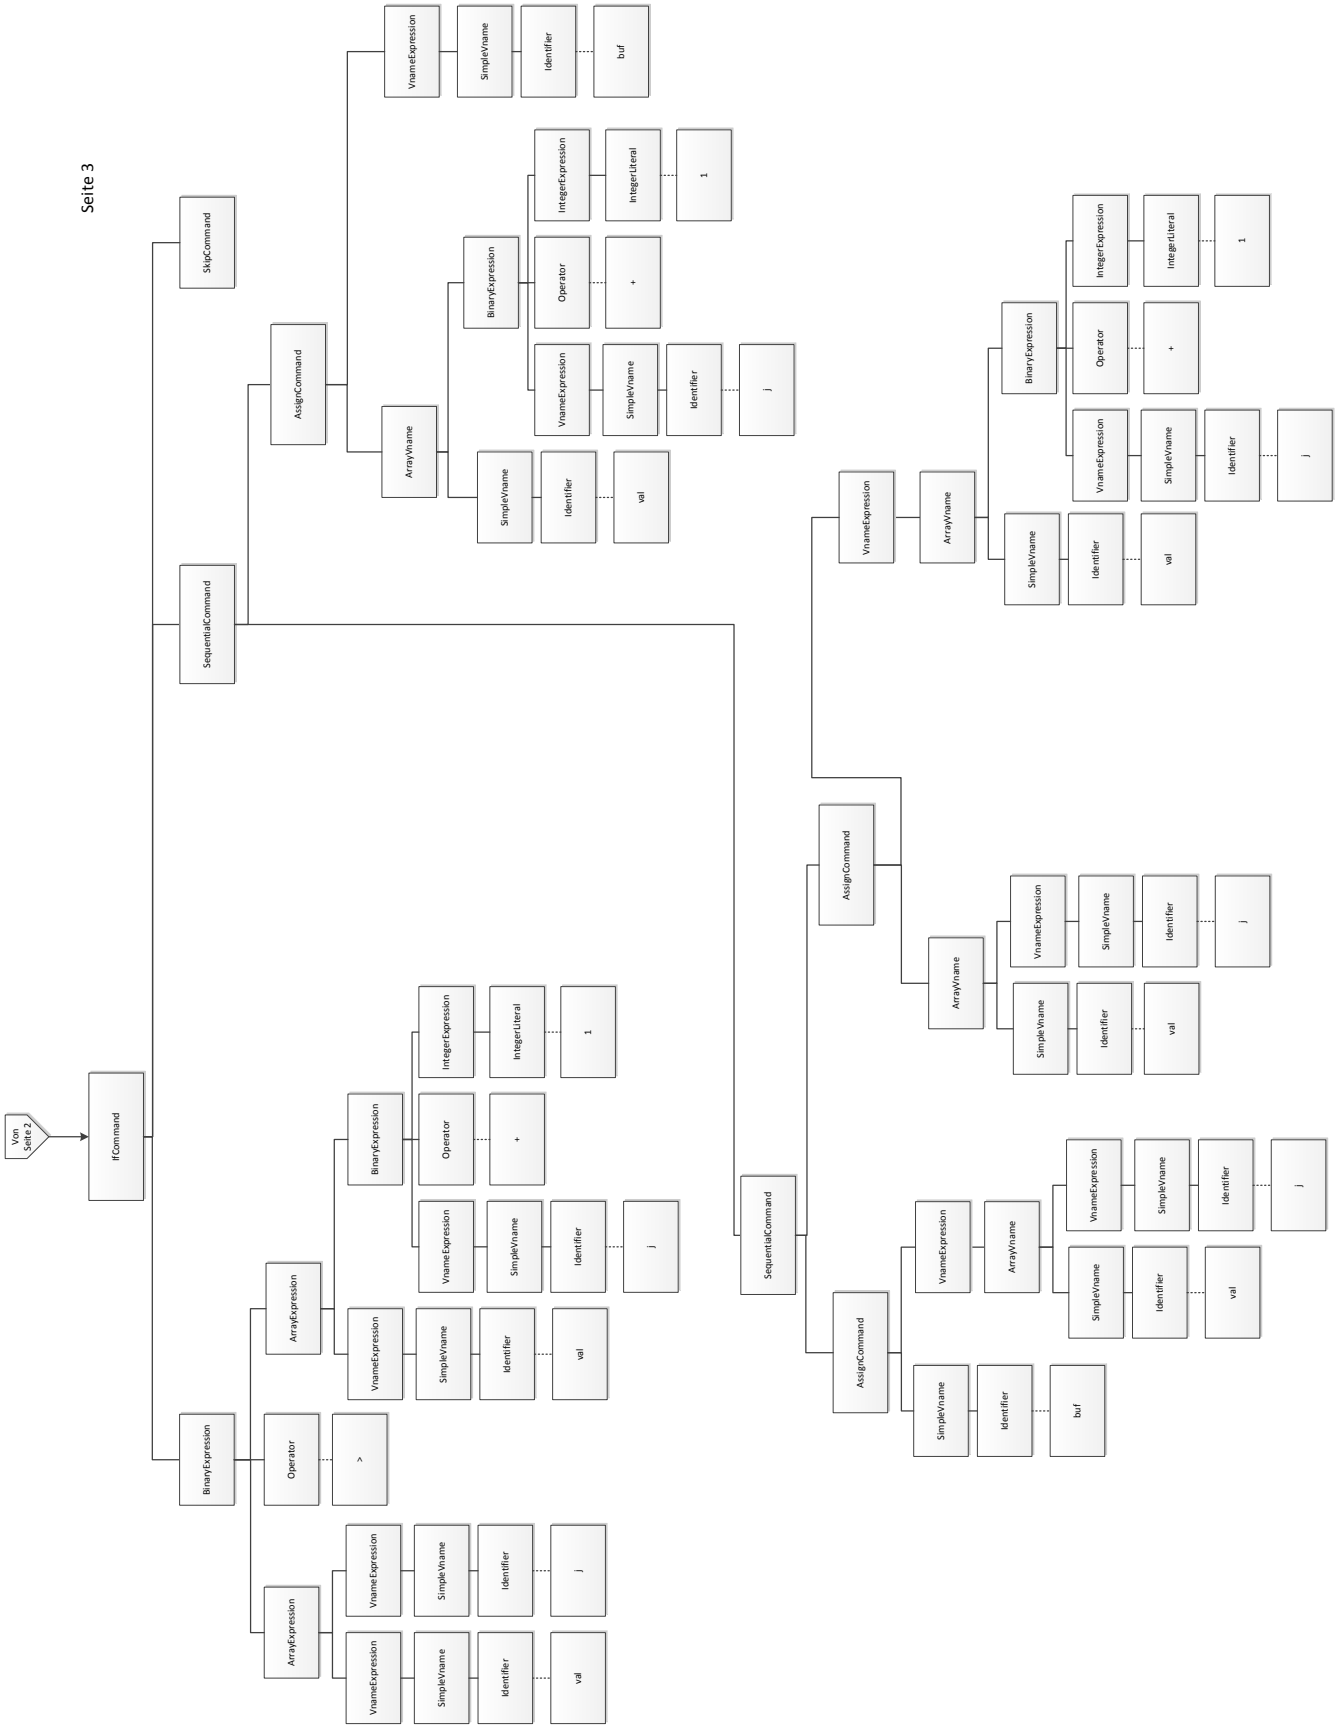 Seite 3
Von
Seite 2
IfCommand
BinaryExpression
ArrayExpression
VnameExpression
SimpleVname
Identifier
val
VnameExpression
SimpleVname
Identifier
j
Operator
>
ArrayExpression
VnameExpression
SimpleVname
Identifier
val
BinaryExpression
VnameExpression
SimpleVname
Identifier
j
Operator
+
IntegerExpression
IntegerLiteral
1
SequentialCommand
SequentialCommand
AssignCommand
SimpleVname
Identifier
buf
VnameExpression
ArrayVname
SimpleVname
Identifier
val
VnameExpression
SimpleVname
Identifier
j
AssignCommand
ArrayVname
SimpleVname
Identifier
val
VnameExpression
SimpleVname
Identifier
j
VnameExpression
ArrayVname
SimpleVname
Identifier
val
BinaryExpression
VnameExpression
SimpleVname
Identifier
j
Operator
+
IntegerExpression
IntegerLiteral
1
AssignCommand
ArrayVname
SimpleVname
Identifier
val
BinaryExpression
VnameExpression
SimpleVname
Identifier
j
Operator
+
IntegerExpression
IntegerLiteral
1
VnameExpression
SimpleVname
Identifier
buf
SkipCommand